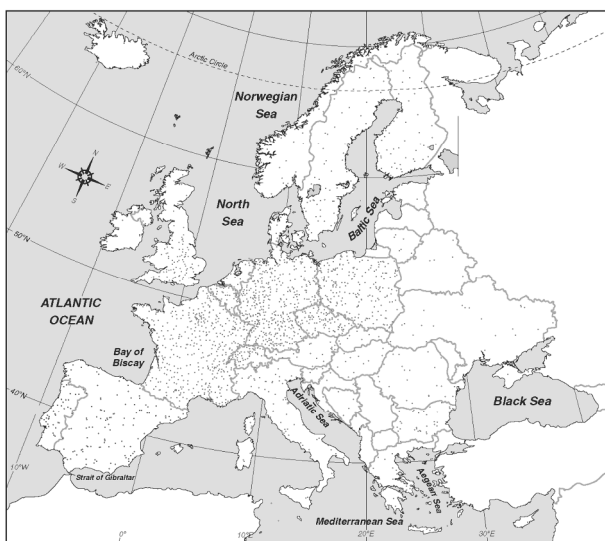 Arctic Circle
60°N
Norwegian
Sea
N
W
E
S
North
Sea
Baltic Sea
50°N
ATLANTIC
OCEAN
Bay of
Biscay
Adriatic Sea
Black Sea
40°N
10°W
Strait of Gibraltar
Aegean Sea
Mediterranean Sea
0°
10°E
20°E
30°E